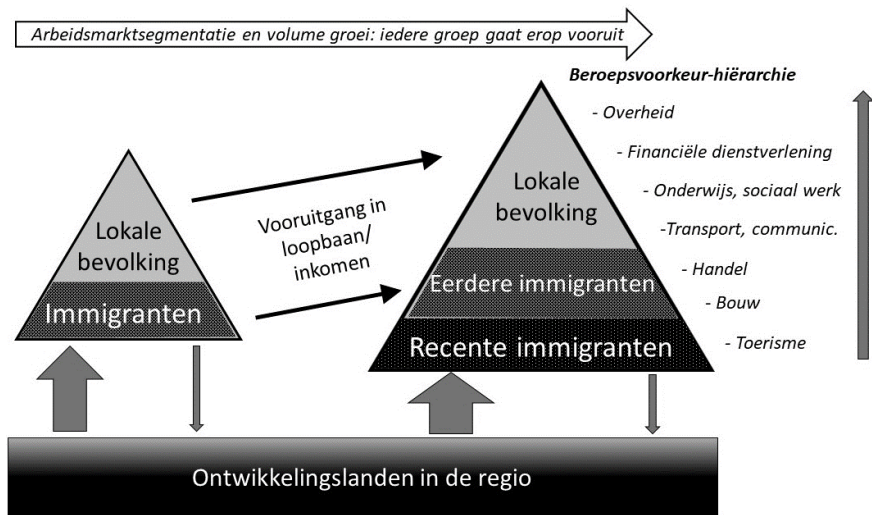 Arbeidsmarktsegmentatie en volume groei: iedere groep gaat erop vooruit
Beroepsvoorkeur-hiërarchie
- Overheid
- Financiële dienstverlening
- Onderwijs, sociaal werk
-Transport, communic.
- Handel
- Bouw
- Toerisme
Lokale
bevolking
Immigranten
Vooruitgang in
loopbaan/
inkomen
Lokale
bevolking
Eerdere immigranten
Recente immigranten
Ontwikkelingslanden in de regio